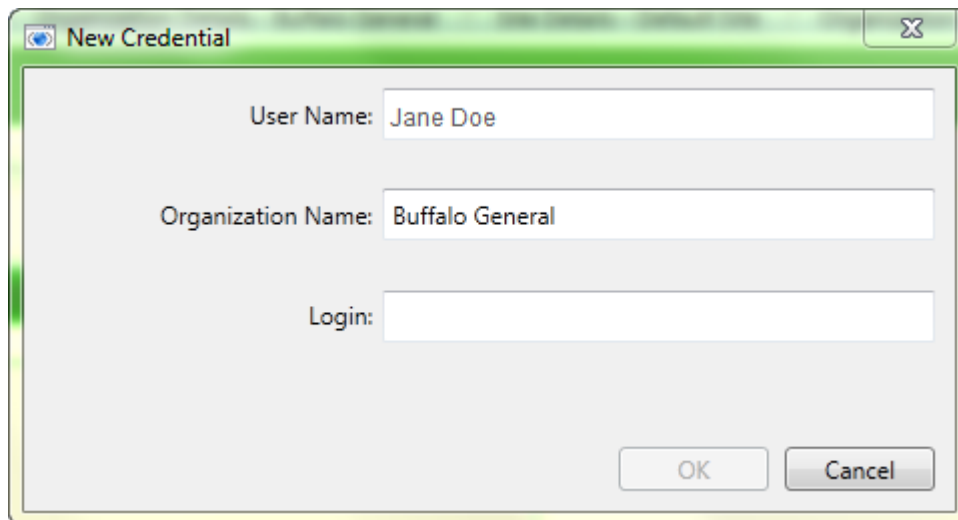 New Credential
User Name: Jane Doe
Organization Name: Buffalo General
Login:
OK Cancel